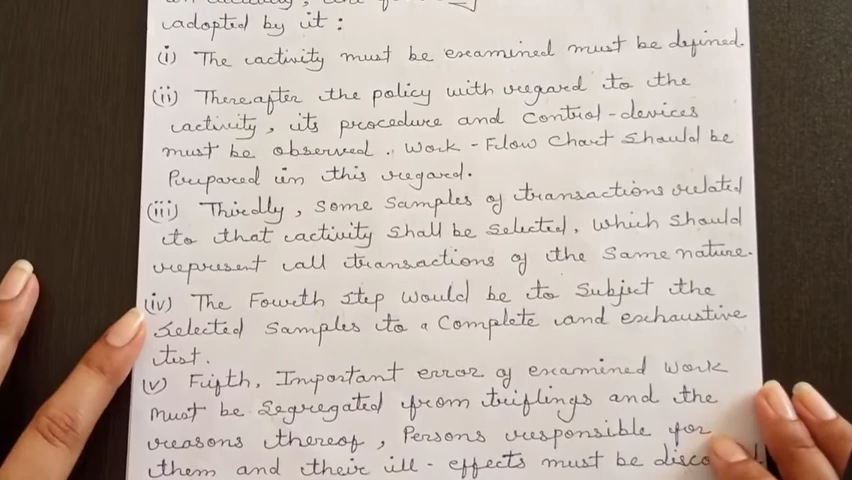 adopted by it :
(i) The activity must be examined must be defined.
(ii) Thereafter the policy with regard to the
activity, its procedure and Control-devices
must be observed. Work-Flow Chart should be
Prepared in this regard.
(iii) Thirdly, some samples of transactions related
to that activity shall be selected, which should
represent all transactions of the same nature.
(iv) The Fourth step would be to Subject the
selected samples to a Complete and exhaustive
test.
(v) Fifth, Important error of examined work
must be segregated from triflings and the
reasons thereof, Persons responsible for
them and their ill-effects must be